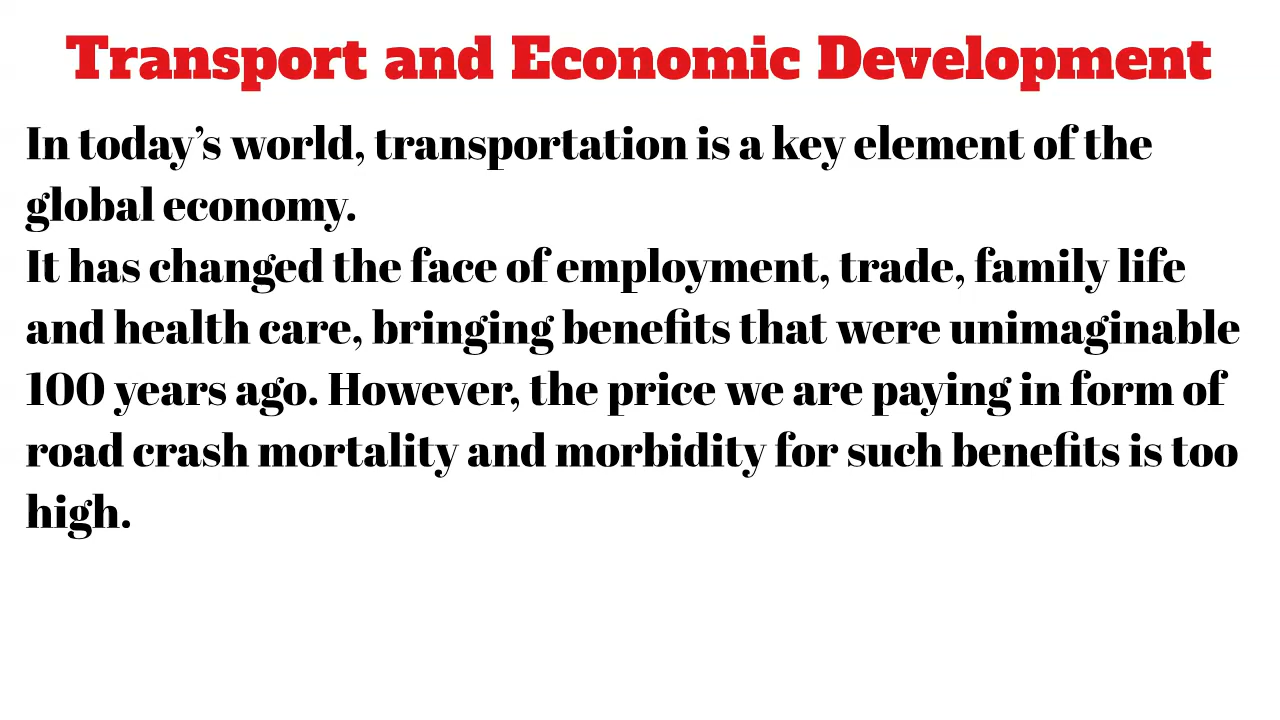 Transport and Economic Development
In today’s world, transportation is a key element of the
global economy.
It has changed the face of employment, trade, family life
and health care, bringing benefits that were unimaginable
100 years ago. However, the price we are paying in form of
road crash mortality and morbidity for such benefits is too
high.